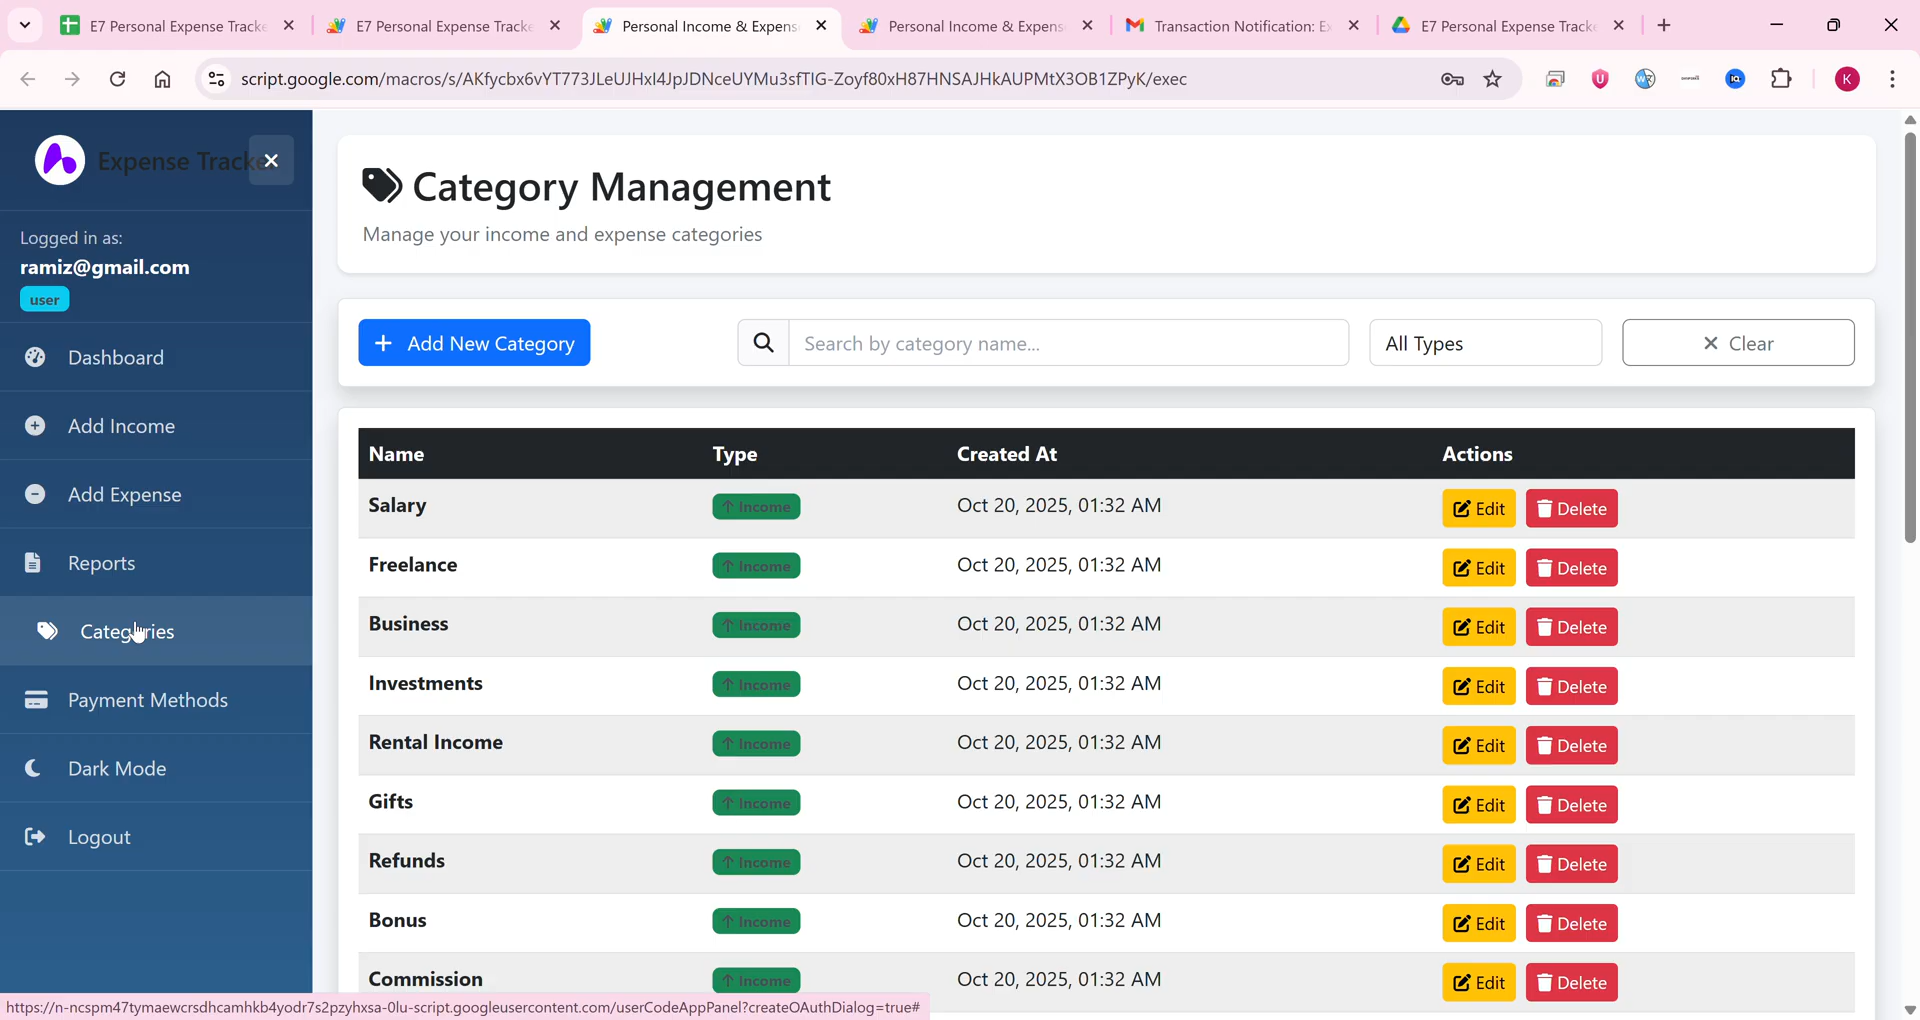 E7 Personal Expense Tracke
E7 Personal Expense Tracke
Personal Income & Expens
Personal Income & Expens
Transaction Notification: Ex
E7 Personal Expense Tracke
script.google.com/macros/s/AKfycbx6vYT773JLeUJHxl4JpJDNceUYMu3sfTlG-Zoyf80xH87HNSAJHkAUPMtX3OB1ZPyK/exec
K
Expense Tracke
Logged in as:
ramiz@gmail.com
user
Dashboard
Add Income
Add Expense
Reports
Categories
Payment Methods
Dark Mode
Logout
Category Management
Manage your income and expense categories
+ Add New Category
Search by category name...
All Types
Clear
Name Type Created At Actions
Salary Income Oct 20, 2025, 01:32 AM Edit Delete
Freelance Income Oct 20, 2025, 01:32 AM Edit Delete
Business Income Oct 20, 2025, 01:32 AM Edit Delete
Investments Income Oct 20, 2025, 01:32 AM Edit Delete
Rental Income Income Oct 20, 2025, 01:32 AM Edit Delete
Gifts Income Oct 20, 2025, 01:32 AM Edit Delete
Refunds Income Oct 20, 2025, 01:32 AM Edit Delete
Bonus Income Oct 20, 2025, 01:32 AM Edit Delete
Commission Income Oct 20, 2025, 01:32 AM Edit Delete
https://n-ncspm47tymaewcrsdhcamhkb4yodr7s2pzyhxsa-0lu-script.googleusercontent.com/userCodeAppPanel?createOAuthDialog=true#